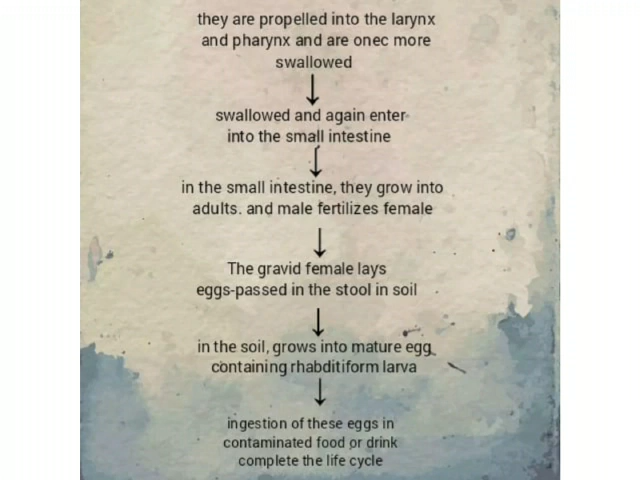 they are propelled into the larynx
and pharynx and are onec more
swallowed
swallowed and again enter
into the small intestine
in the small intestine, they grow into
adults. and male fertilizes female
The gravid female lays
eggs-passed in the stool in soil
in the soil, grows into mature egg
containing rhabditiform larva
ingestion of these eggs in
contaminated food or drink
complete the life cycle